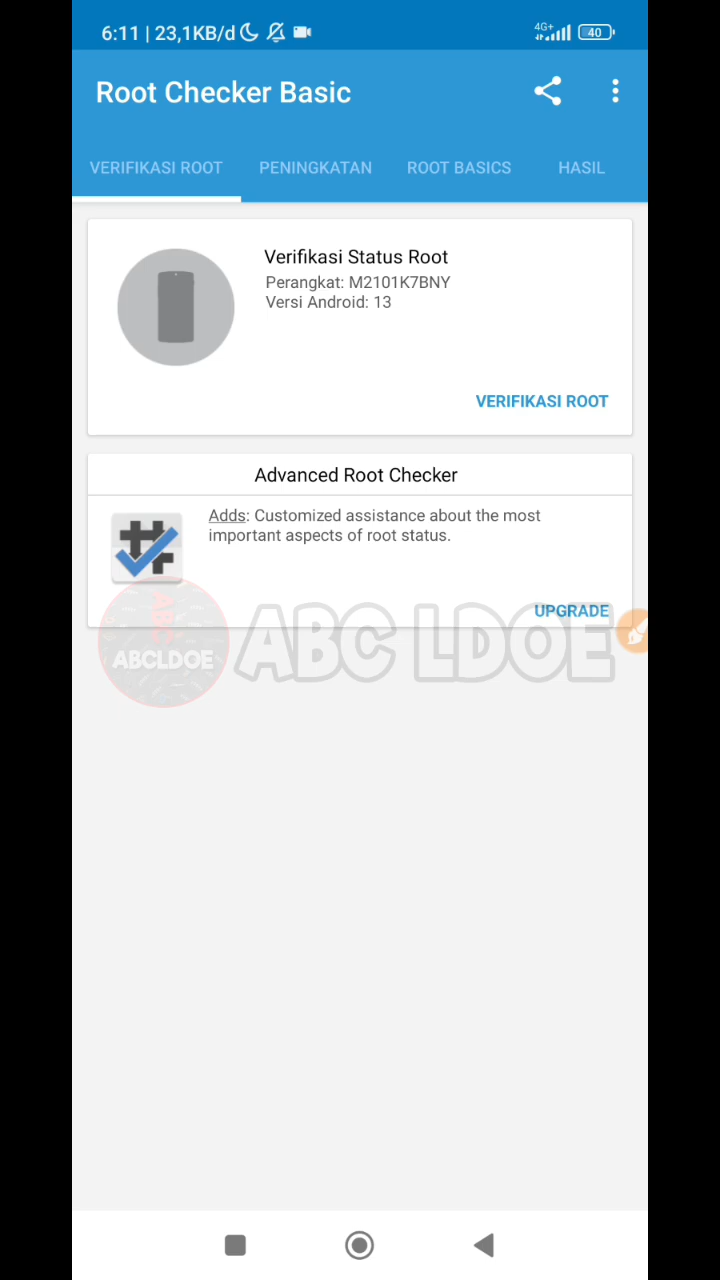 6:11 | 23,1KB/d
4G+
40
Root Checker Basic
VERIFIKASI ROOT
PENINGKATAN
ROOT BASICS
HASIL
Verifikasi Status Root
Perangkat: M2101K7BNY
Versi Android: 13
VERIFIKASI ROOT
Advanced Root Checker
Adds: Customized assistance about the most
important aspects of root status.
UPGRADE
ABC
ABCLDOE
ABC LDOE